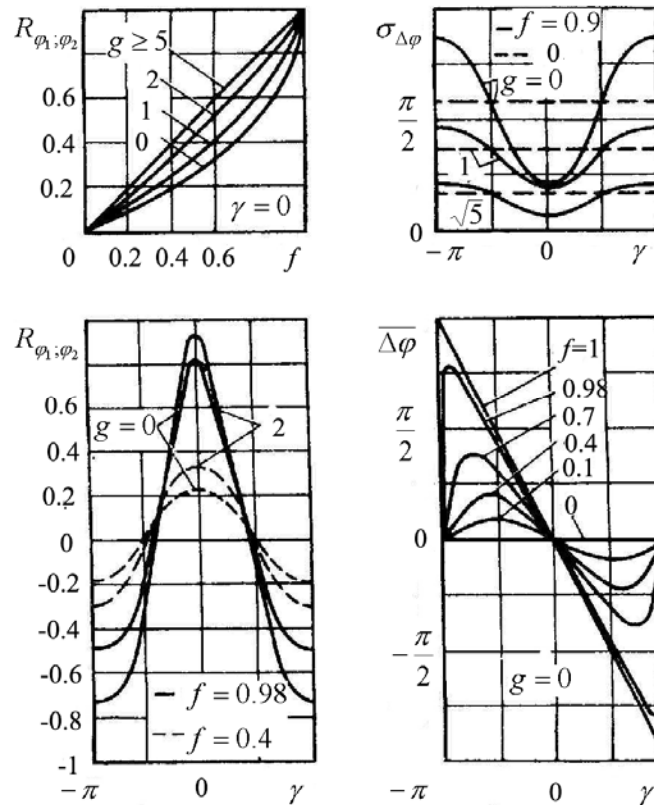 R_{φ₁;φ₂}
g ≥ 5
0.6
2
0.4
1
0
0.2
γ = 0
0
0.2
0.4
0.6
f
σ_{Δφ}
f = 0.9
0
g = 0
π/2
1
√5
0
−π
0
γ
R_{φ₁;φ₂}
0.6
g = 0
2
0.4
0.2
0
-0.2
-0.4
-0.6
f = 0.98
-0.8
f = 0.4
-1
−π
0
γ
\overline{Δφ}
f=1
0.98
π/2
0.7
0.4
0.1
0
0
−π/2
g = 0
−π
0
γ